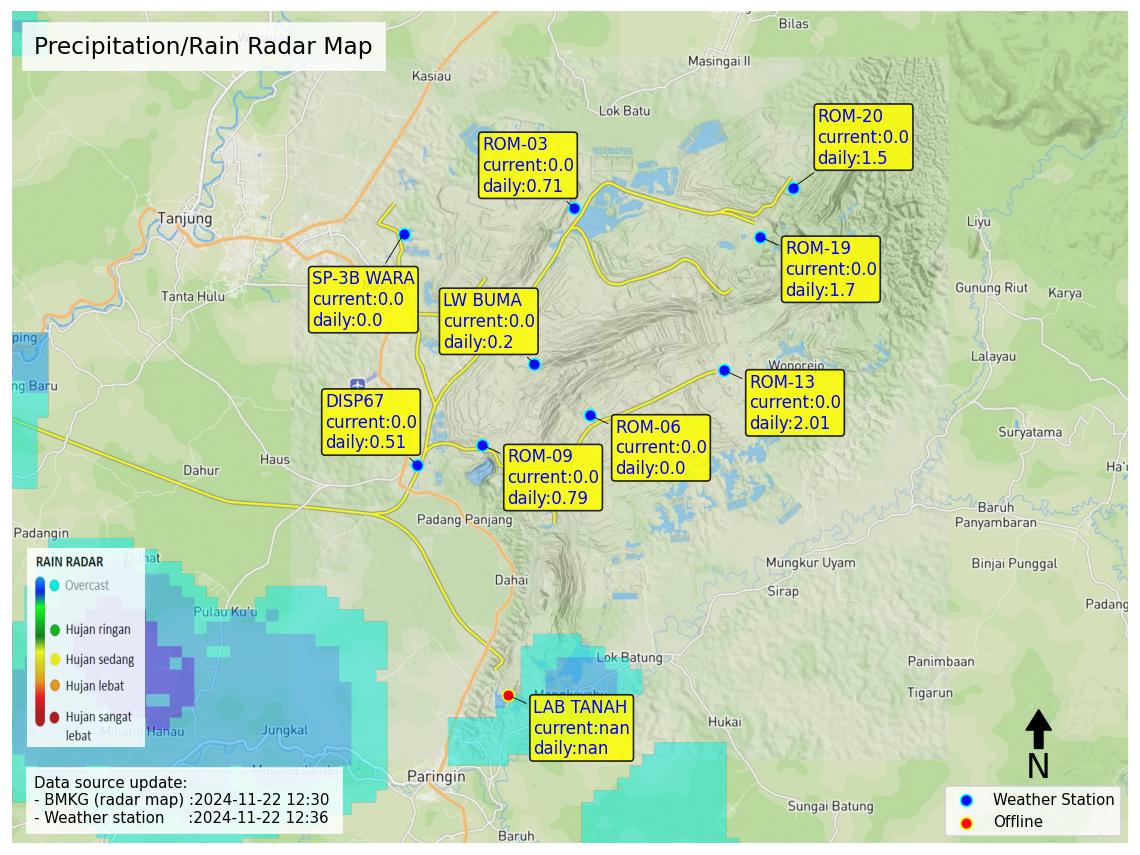 Precipitation/Rain Radar Map
Bilas
Masingai II
Kasiau
Lok Batu
ROM-20
current:0.0
daily:1.5
ROM-03
current:0.0
daily:0.71
Tanjung
Liyu
ROM-19
current:0.0
daily:1.7
SP-3B WARA
current:0.0
daily:0.0
Tanta Hulu
LW BUMA
current:0.0
daily:0.2
Gunung Riut
Karya
ping
Lalayau
Wonorejo
ng Baru
ROM-13
current:0.0
daily:2.01
DISP67
current:0.0
daily:0.51
ROM-06
current:0.0
daily:0.0
Suryatama
Haus
Dahur
ROM-09
current:0.0
daily:0.79
Ha'u
Baruh
Panyambaran
Padang Panjang
Padangin
Mungkur Uyam
Binjai Punggal
RAIN RADAR
Overcast
Hujan ringan
Hujan sedang
Hujan lebat
Hujan sangat
lebat
Dahai
Sirap
Padang
Pulau Ku'u
Lok Batung
Panimbaan
Tigarun
LAB TANAH
current:nan
daily:nan
Hukai
Jungkal
Paringin
N
Data source update:
- BMKG (radar map) :2024-11-22 12:30
- Weather station :2024-11-22 12:36
Sungai Batung
Baruh
Weather Station
Offline